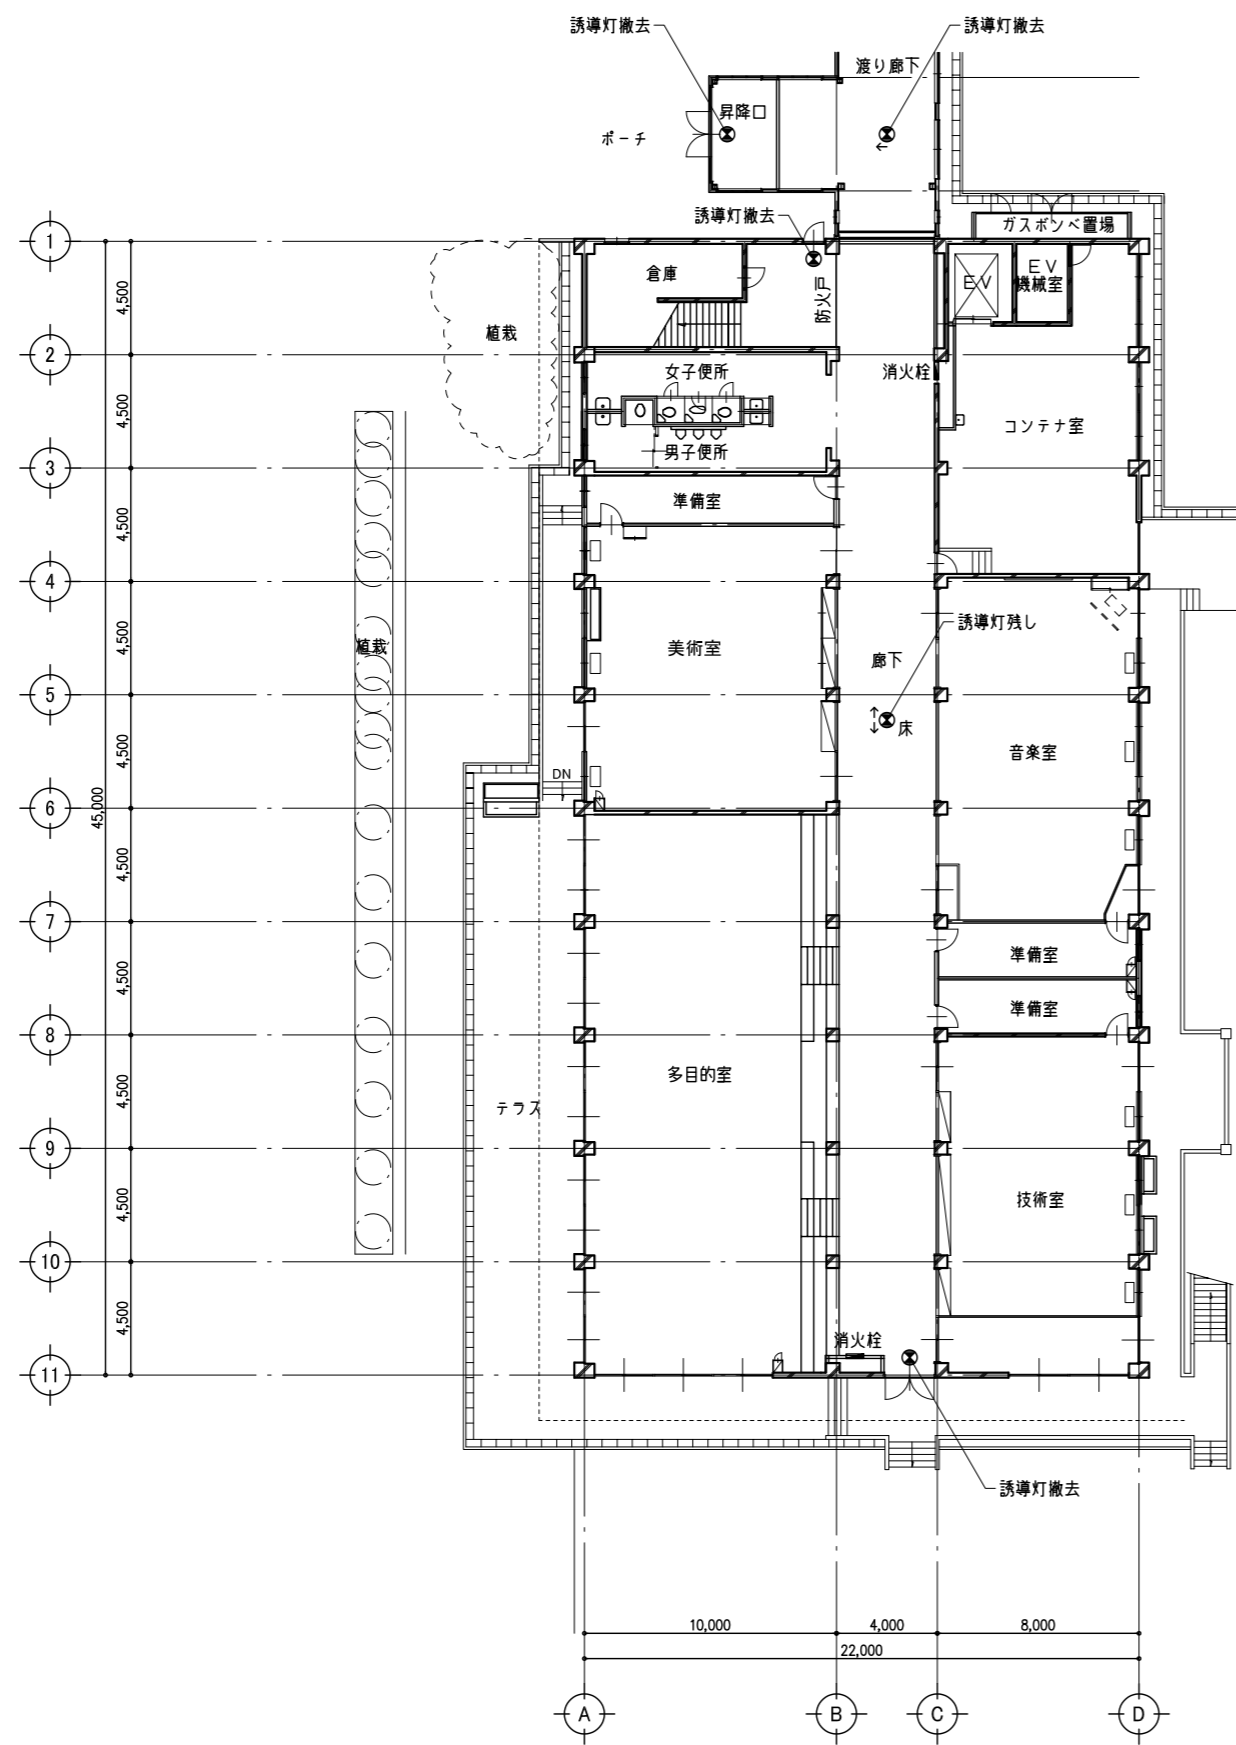 誘導灯撤去
誘導灯撤去
渡り廊下
昇降口
ポーチ
←
誘導灯撤去
ガスボンベ置場
1
倉庫
防火戸
EV
EV
機械室
4,500
植栽
2
女子便所
消火栓
4,500
コンテナ室
男子便所
3
準備室
4,500
4
誘導灯残し
植栽
美術室
廊下
4,500
5
↑
↓
床
音楽室
4,500
DN
6
45,000
4,500
7
準備室
4,500
準備室
8
多目的室
4,500
テラス
9
技術室
4,500
10
4,500
消火栓
11
誘導灯撤去
10,000
4,000
8,000
22,000
A
B
C
D